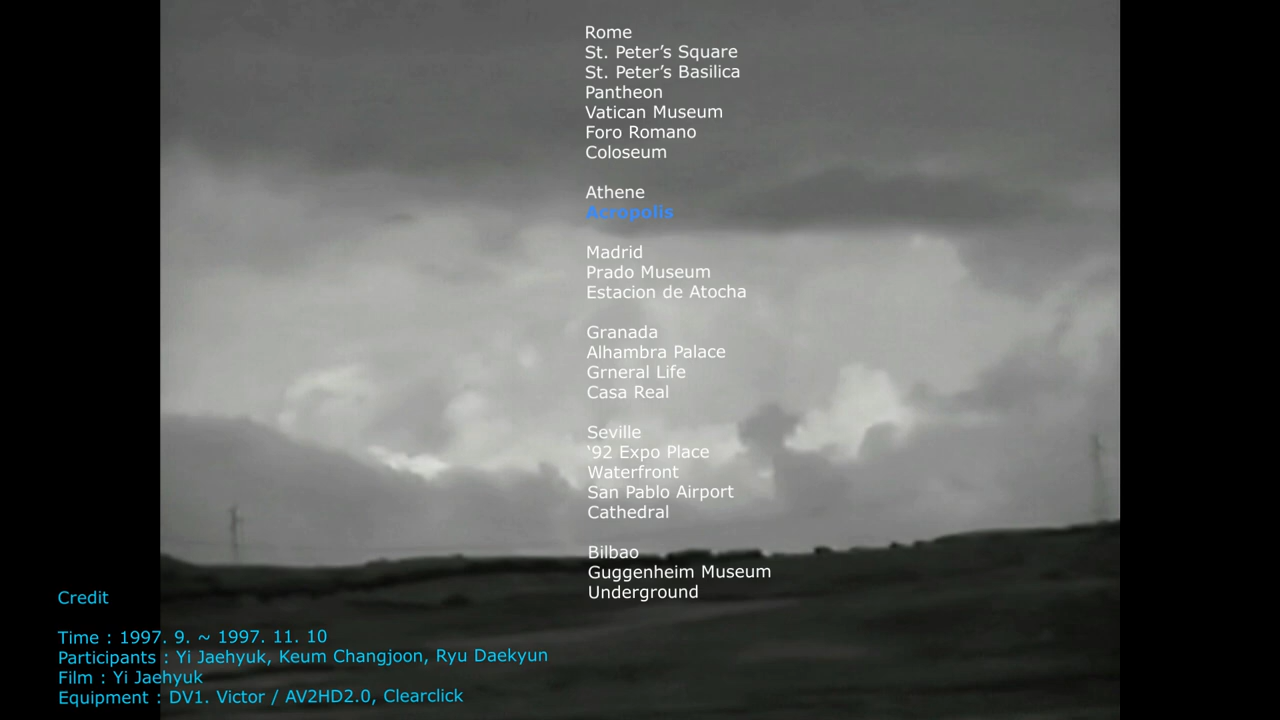 Rome
St. Peter’s Square
St. Peter’s Basilica
Pantheon
Vatican Museum
Foro Romano
Coloseum
Athene
Acropolis
Madrid
Prado Museum
Estacion de Atocha
Granada
Alhambra Palace
Grneral Life
Casa Real
Seville
‘92 Expo Place
Waterfront
San Pablo Airport
Cathedral
Bilbao
Guggenheim Museum
Underground
Credit
Time : 1997. 9. ~ 1997. 11. 10
Participants : Yi Jaehyuk, Keum Changjoon, Ryu Daekyun
Film : Yi Jaehyuk
Equipment : DV1. Victor / AV2HD2.0, Clearclick